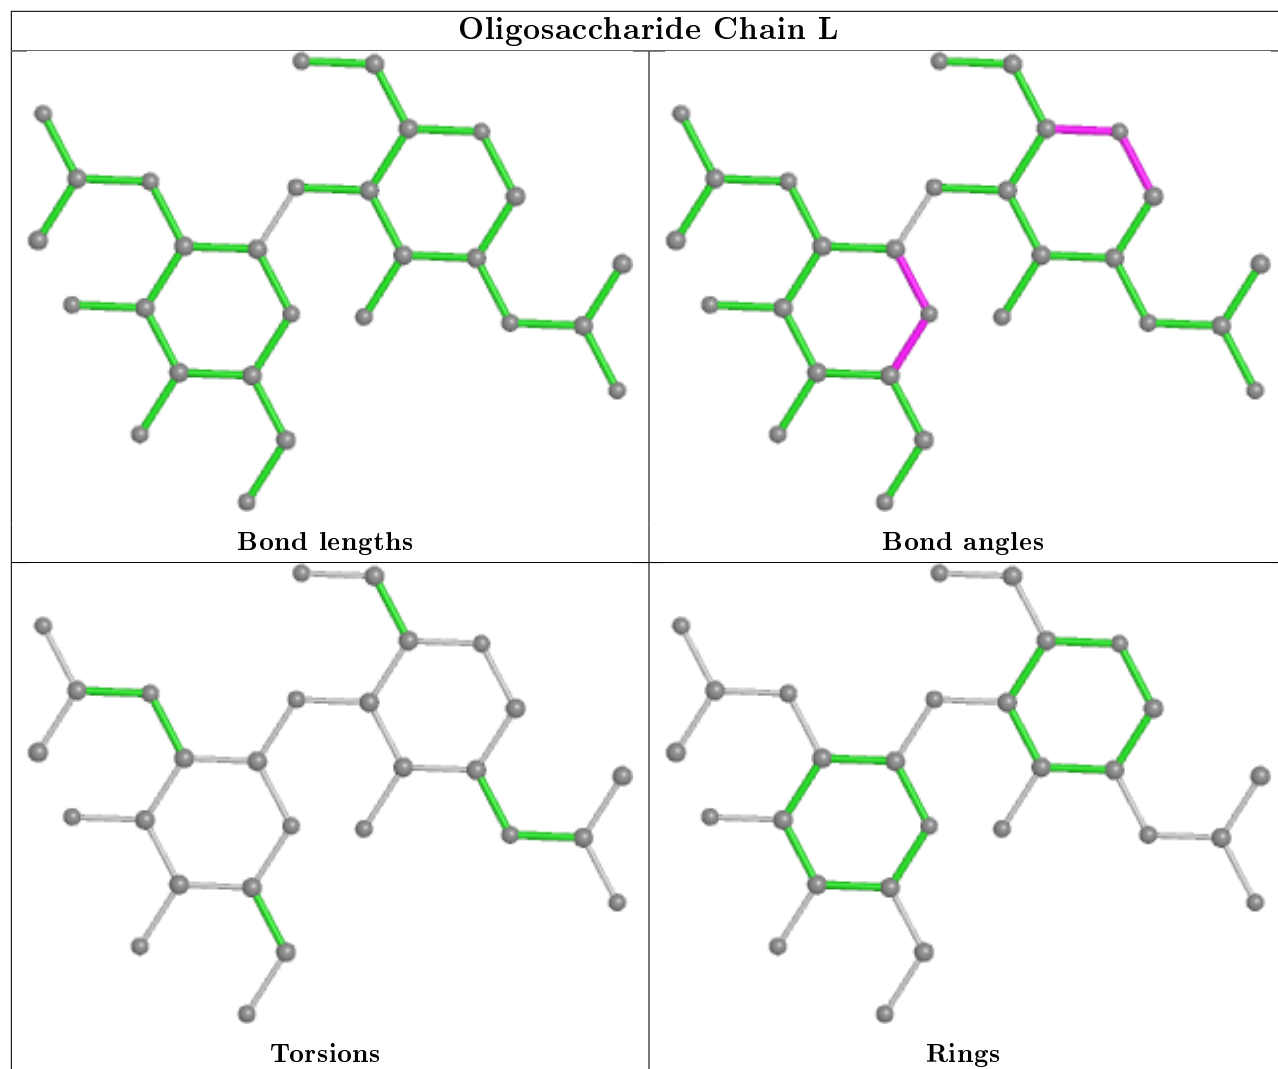 Oligosaccharide Chain L
Bond lengths
Bond angles
Torsions
Rings